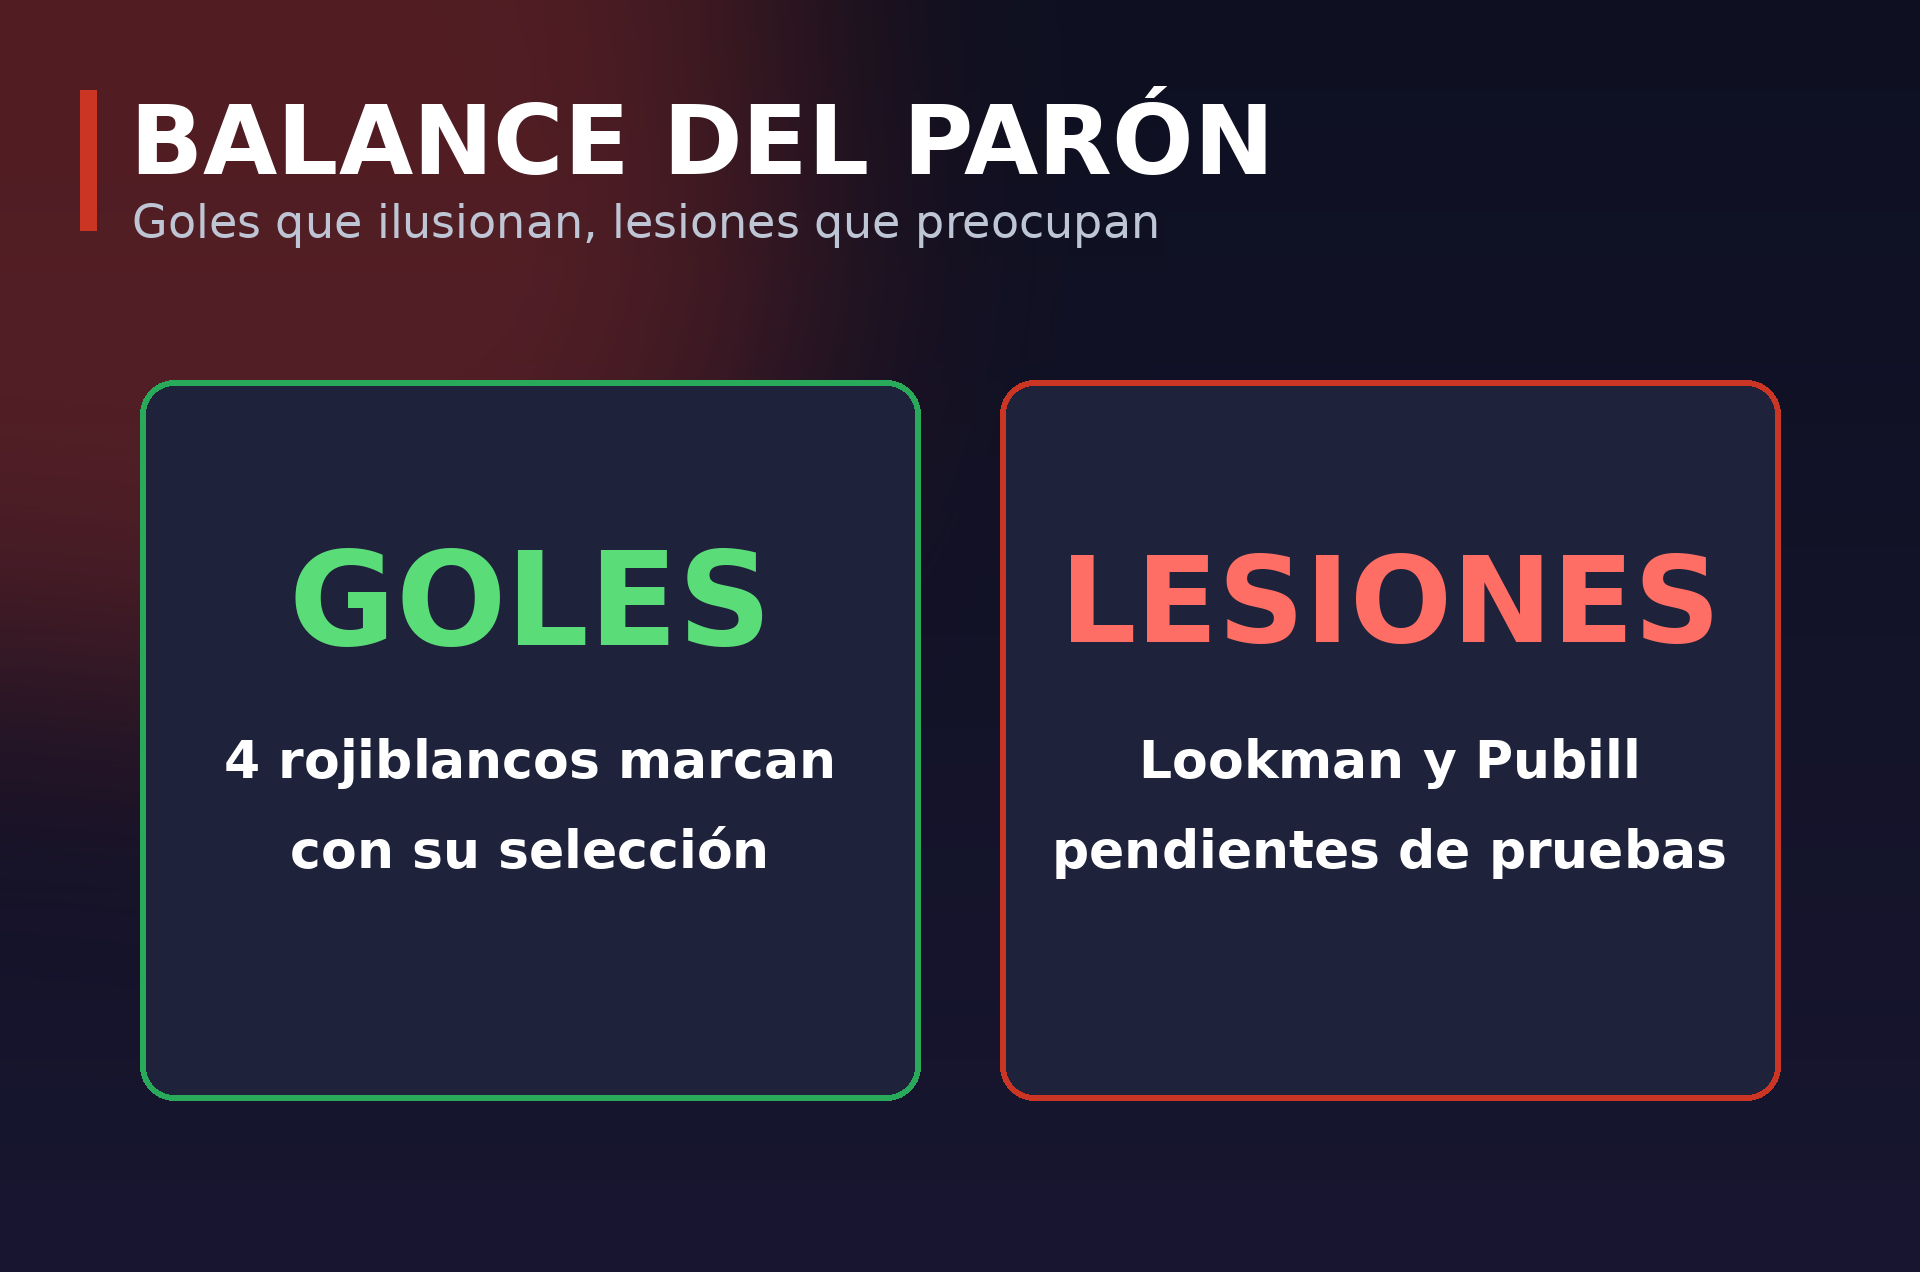 BALANCE DEL PARÓN
Goles que ilusionan, lesiones que preocupan
GOLES
4 rojiblancos marcan
con su selección
LESIONES
Lookman y Pubill
pendientes de pruebas